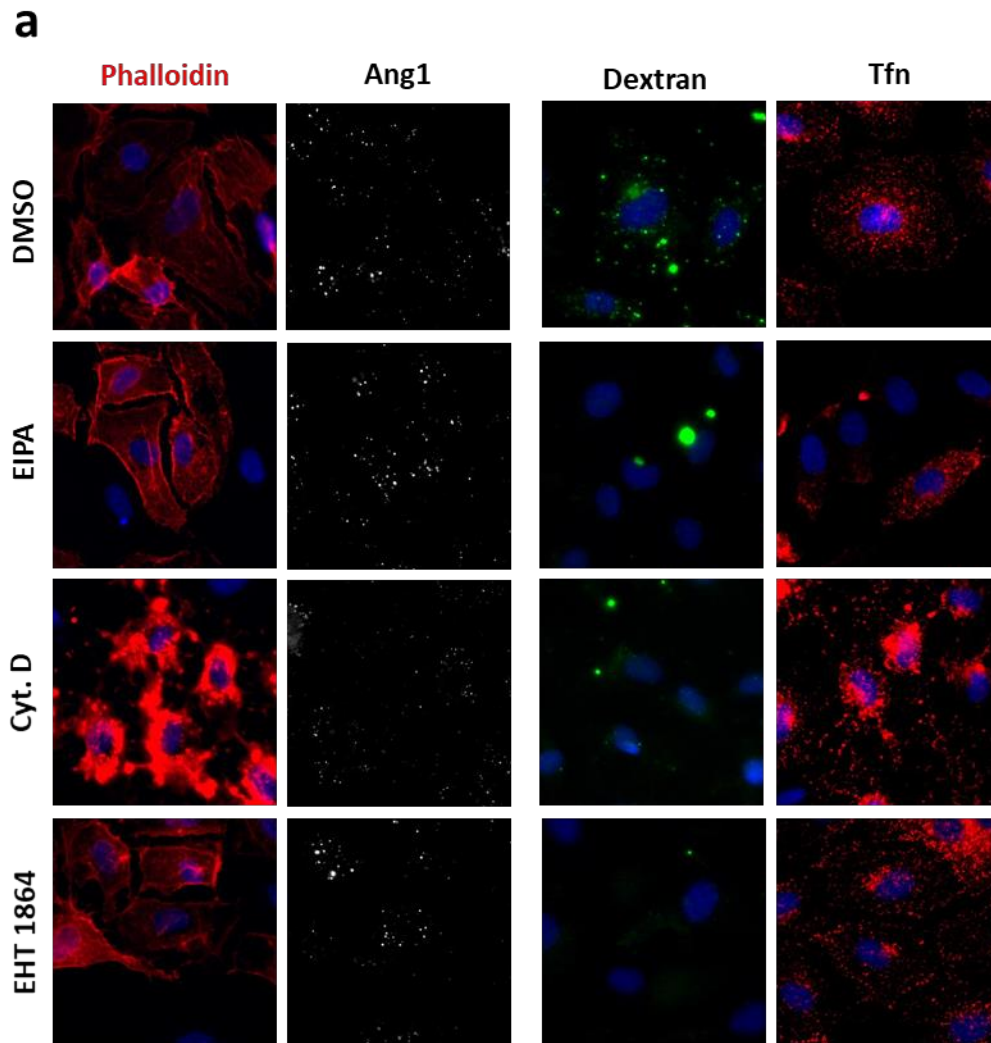 a
Phalloidin Ang1 Dextran Tfn
DMSO
EIPA
Cyt. D
EHT 1864